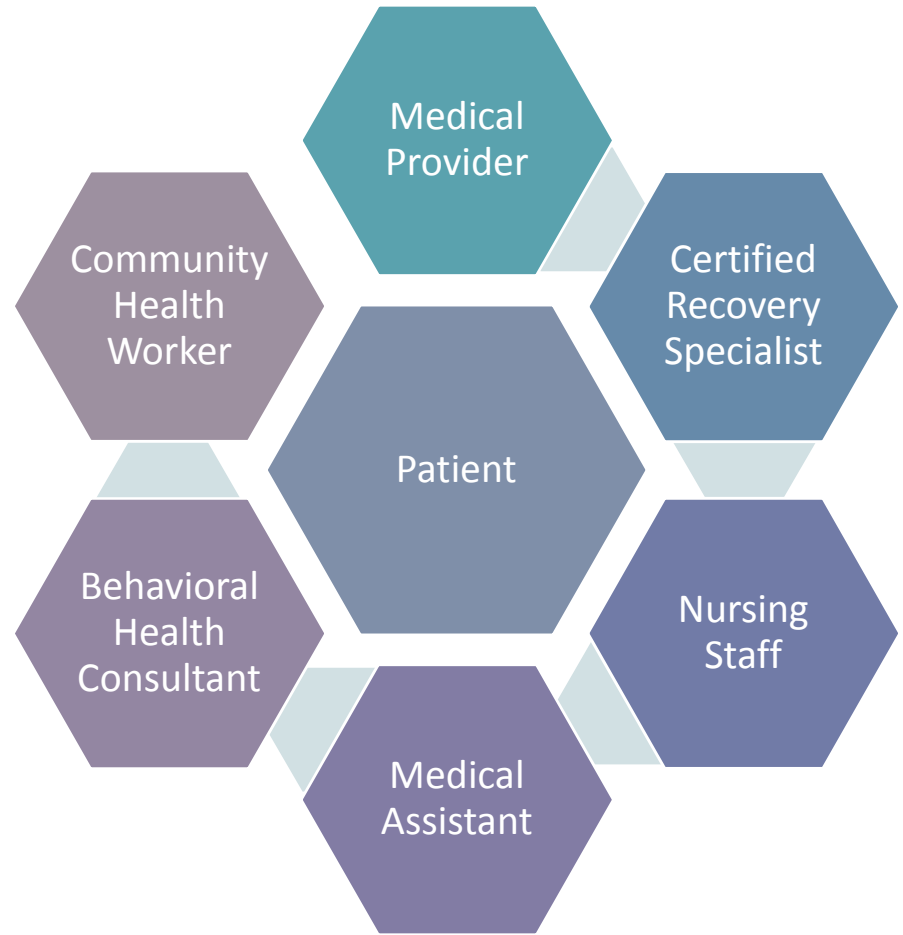 Medical
Provider
Certified
Recovery
Specialist
Nursing
Staff
Medical
Assistant
Behavioral
Health
Consultant
Community
Health
Worker
Patient